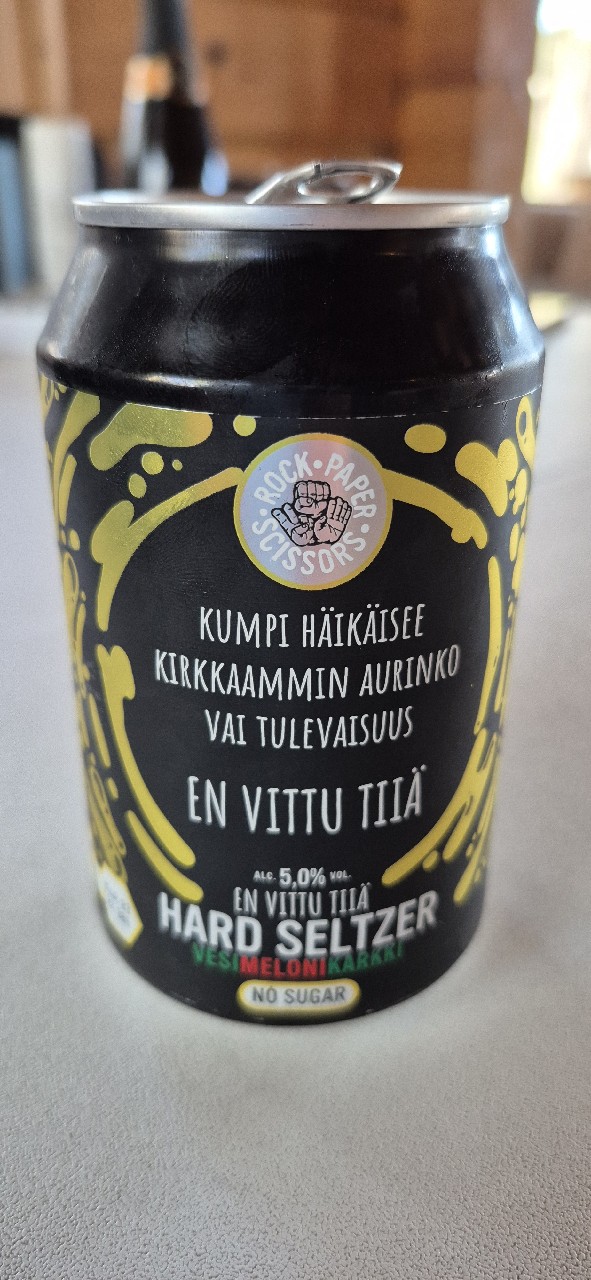 ROCK•PAPER
•SCISSORS•
KUMPI HÄIKÄISEE
KIRKKAAMMIN AURINKO
VAI TULEVAISUUS
EN VITTU TIIÄ
ALC. 5,0% VOL.
EN VITTU TIIÄ
HARD SELTZER
VESIMELONIKARKKI
NO SUGAR